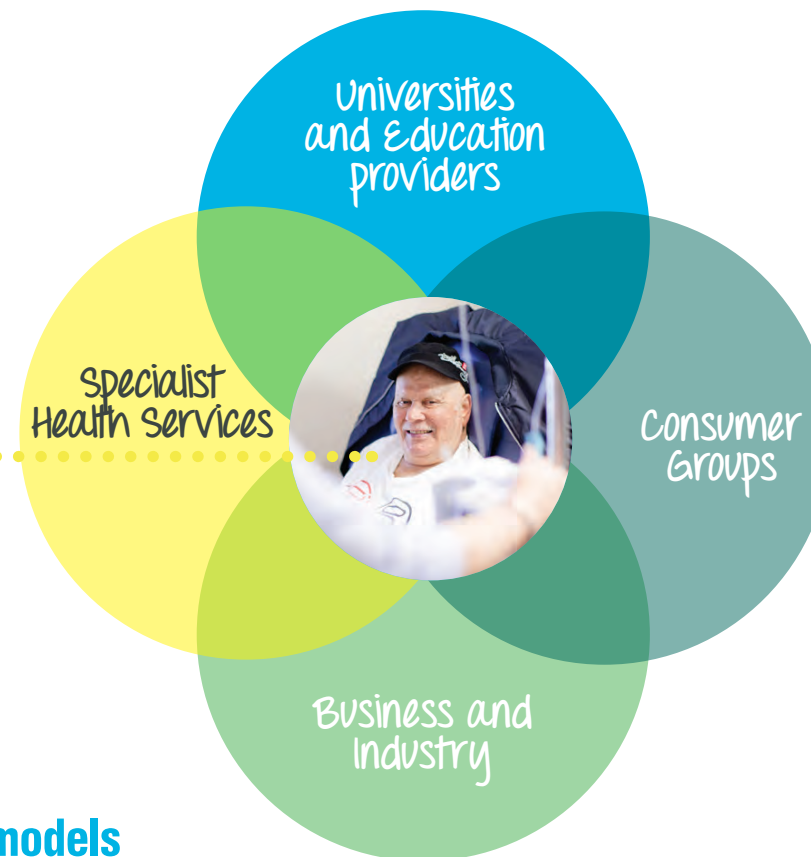 Universities
and Education
providers
Specialist
Health Services
Consumer
Groups
Business and
Industry
models